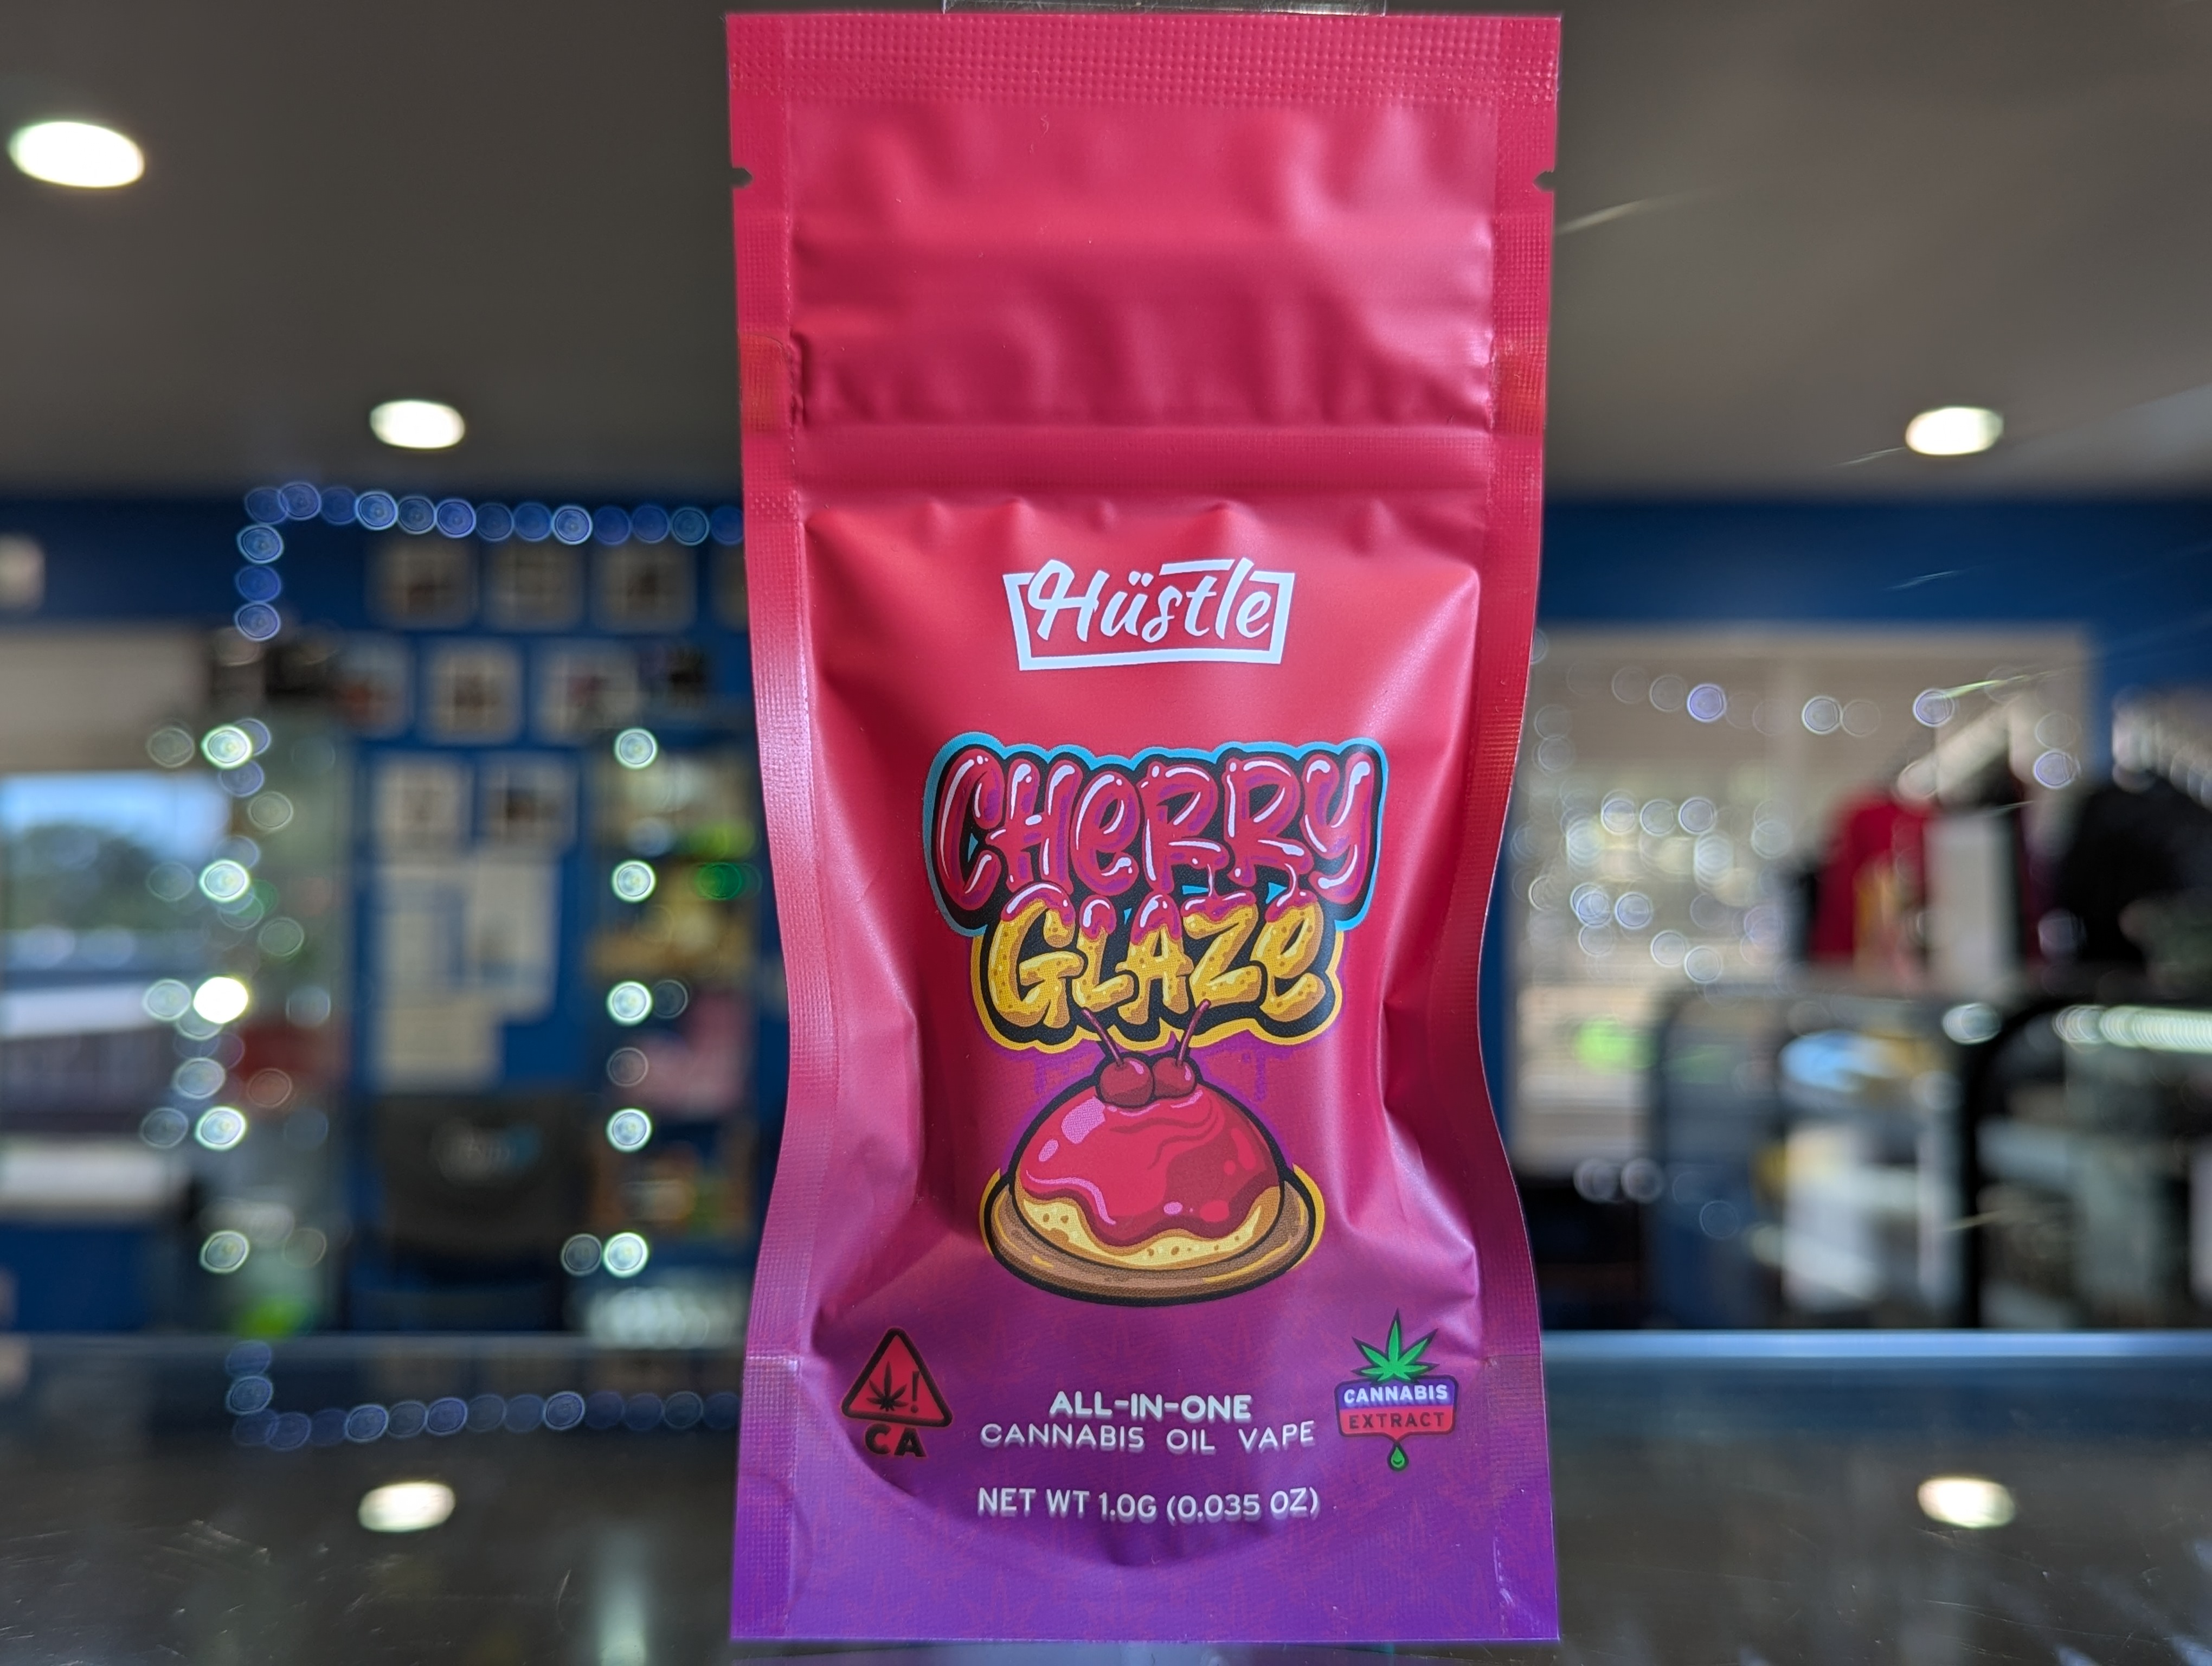 Hüstle
CHERRY
GLAZE
CA
ALL-IN-ONE
CANNABIS OIL VAPE
CANNABIS
EXTRACT
NET WT 1.0G (0.035 OZ)